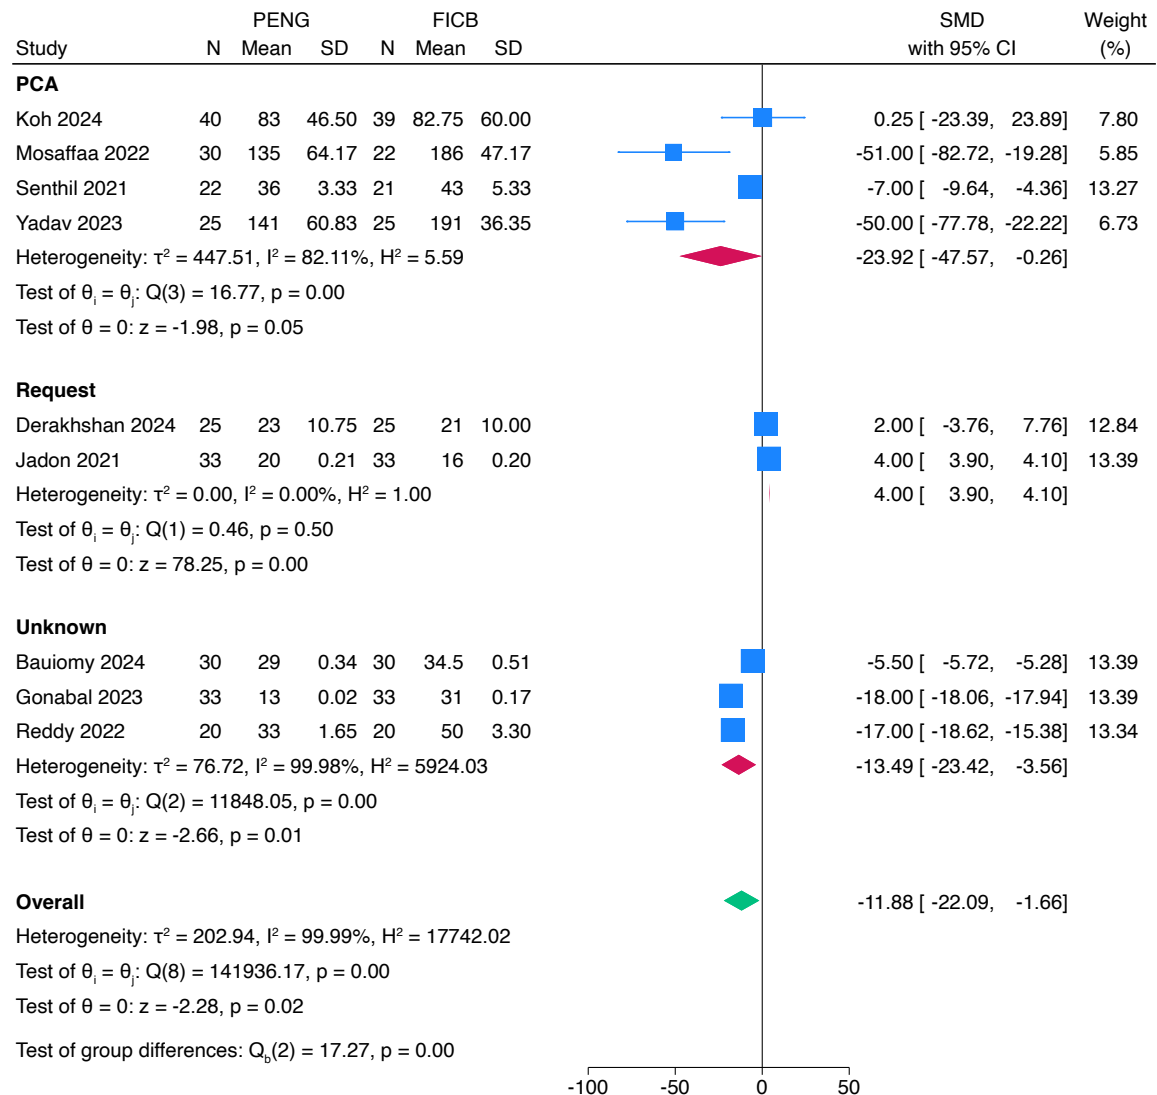 PENG FICB SMD Weight
Study N Mean SD N Mean SD with 95% CI (%)
PCA
Koh 2024 40 83 46.50 39 82.75 60.00 0.25 [ -23.39, 23.89] 7.80
Mosaffaa 2022 30 135 64.17 22 186 47.17 -51.00 [ -82.72, -19.28] 5.85
Senthil 2021 22 36 3.33 21 43 5.33 -7.00 [ -9.64, -4.36] 13.27
Yadav 2023 25 141 60.83 25 191 36.35 -50.00 [ -77.78, -22.22] 6.73
Heterogeneity: τ² = 447.51, I² = 82.11%, H² = 5.59 -23.92 [ -47.57, -0.26]
Test of θᵢ = θⱼ: Q(3) = 16.77, p = 0.00
Test of θ = 0: z = -1.98, p = 0.05
Request
Derakhshan 2024 25 23 10.75 25 21 10.00 2.00 [ -3.76, 7.76] 12.84
Jadon 2021 33 20 0.21 33 16 0.20 4.00 [ 3.90, 4.10] 13.39
Heterogeneity: τ² = 0.00, I² = 0.00%, H² = 1.00 4.00 [ 3.90, 4.10]
Test of θᵢ = θⱼ: Q(1) = 0.46, p = 0.50
Test of θ = 0: z = 78.25, p = 0.00
Unknown
Bauiomy 2024 30 29 0.34 30 34.5 0.51 -5.50 [ -5.72, -5.28] 13.39
Gonabal 2023 33 13 0.02 33 31 0.17 -18.00 [ -18.06, -17.94] 13.39
Reddy 2022 20 33 1.65 20 50 3.30 -17.00 [ -18.62, -15.38] 13.34
Heterogeneity: τ² = 76.72, I² = 99.98%, H² = 5924.03 -13.49 [ -23.42, -3.56]
Test of θᵢ = θⱼ: Q(2) = 11848.05, p = 0.00
Test of θ = 0: z = -2.66, p = 0.01
Overall -11.88 [ -22.09, -1.66]
Heterogeneity: τ² = 202.94, I² = 99.99%, H² = 17742.02
Test of θᵢ = θⱼ: Q(8) = 141936.17, p = 0.00
Test of θ = 0: z = -2.28, p = 0.02
Test of group differences: Q_b(2) = 17.27, p = 0.00
-100 -50 0 50